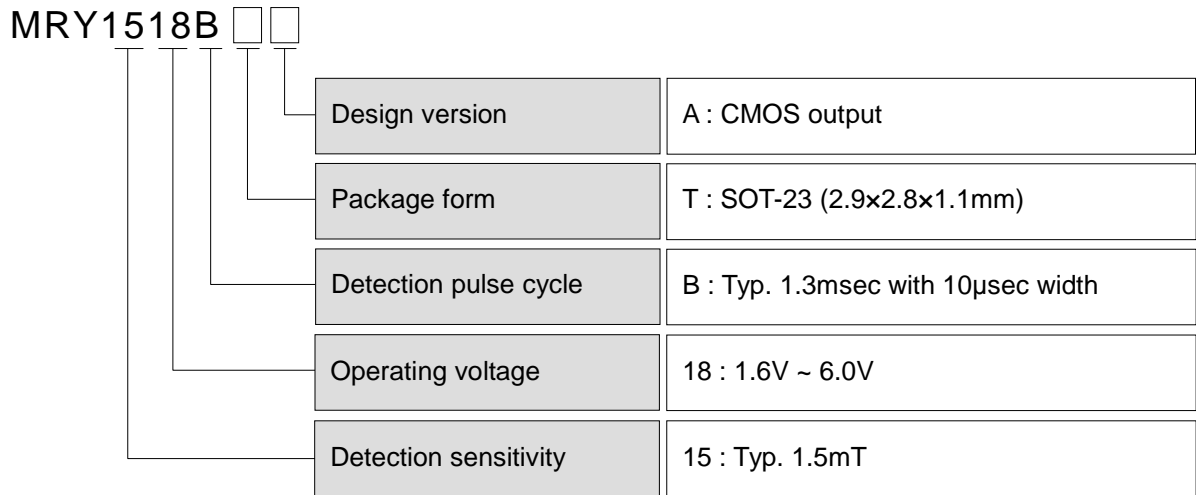 MRY1518B □ □
Design version A : CMOS output
Package form T : SOT-23 (2.9×2.8×1.1mm)
Detection pulse cycle B : Typ. 1.3msec with 10μsec width
Operating voltage 18 : 1.6V ~ 6.0V
Detection sensitivity 15 : Typ. 1.5mT